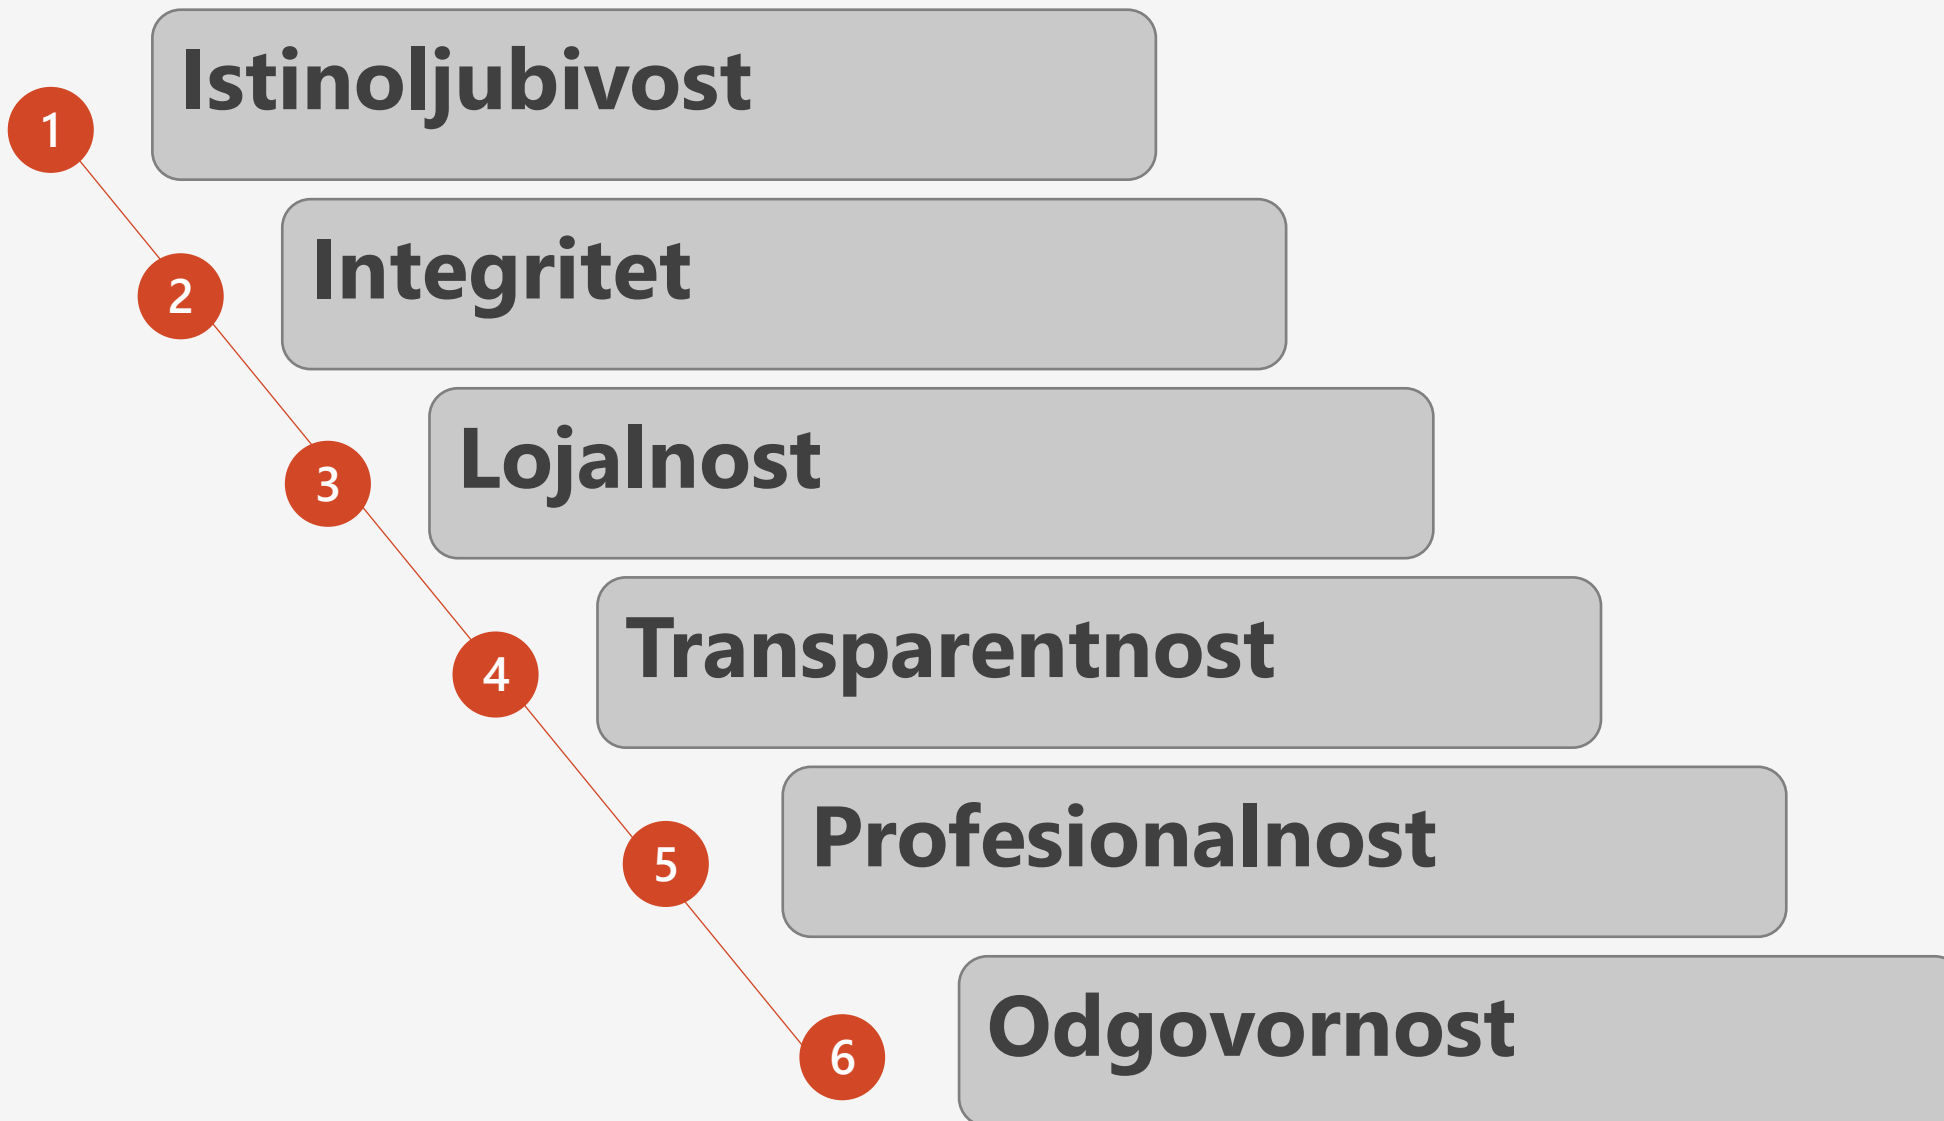 Istinoljubivost
1
Integritet
2
Lojalnost
3
Transparentnost
4
Profesionalnost
5
Odgovornost
6